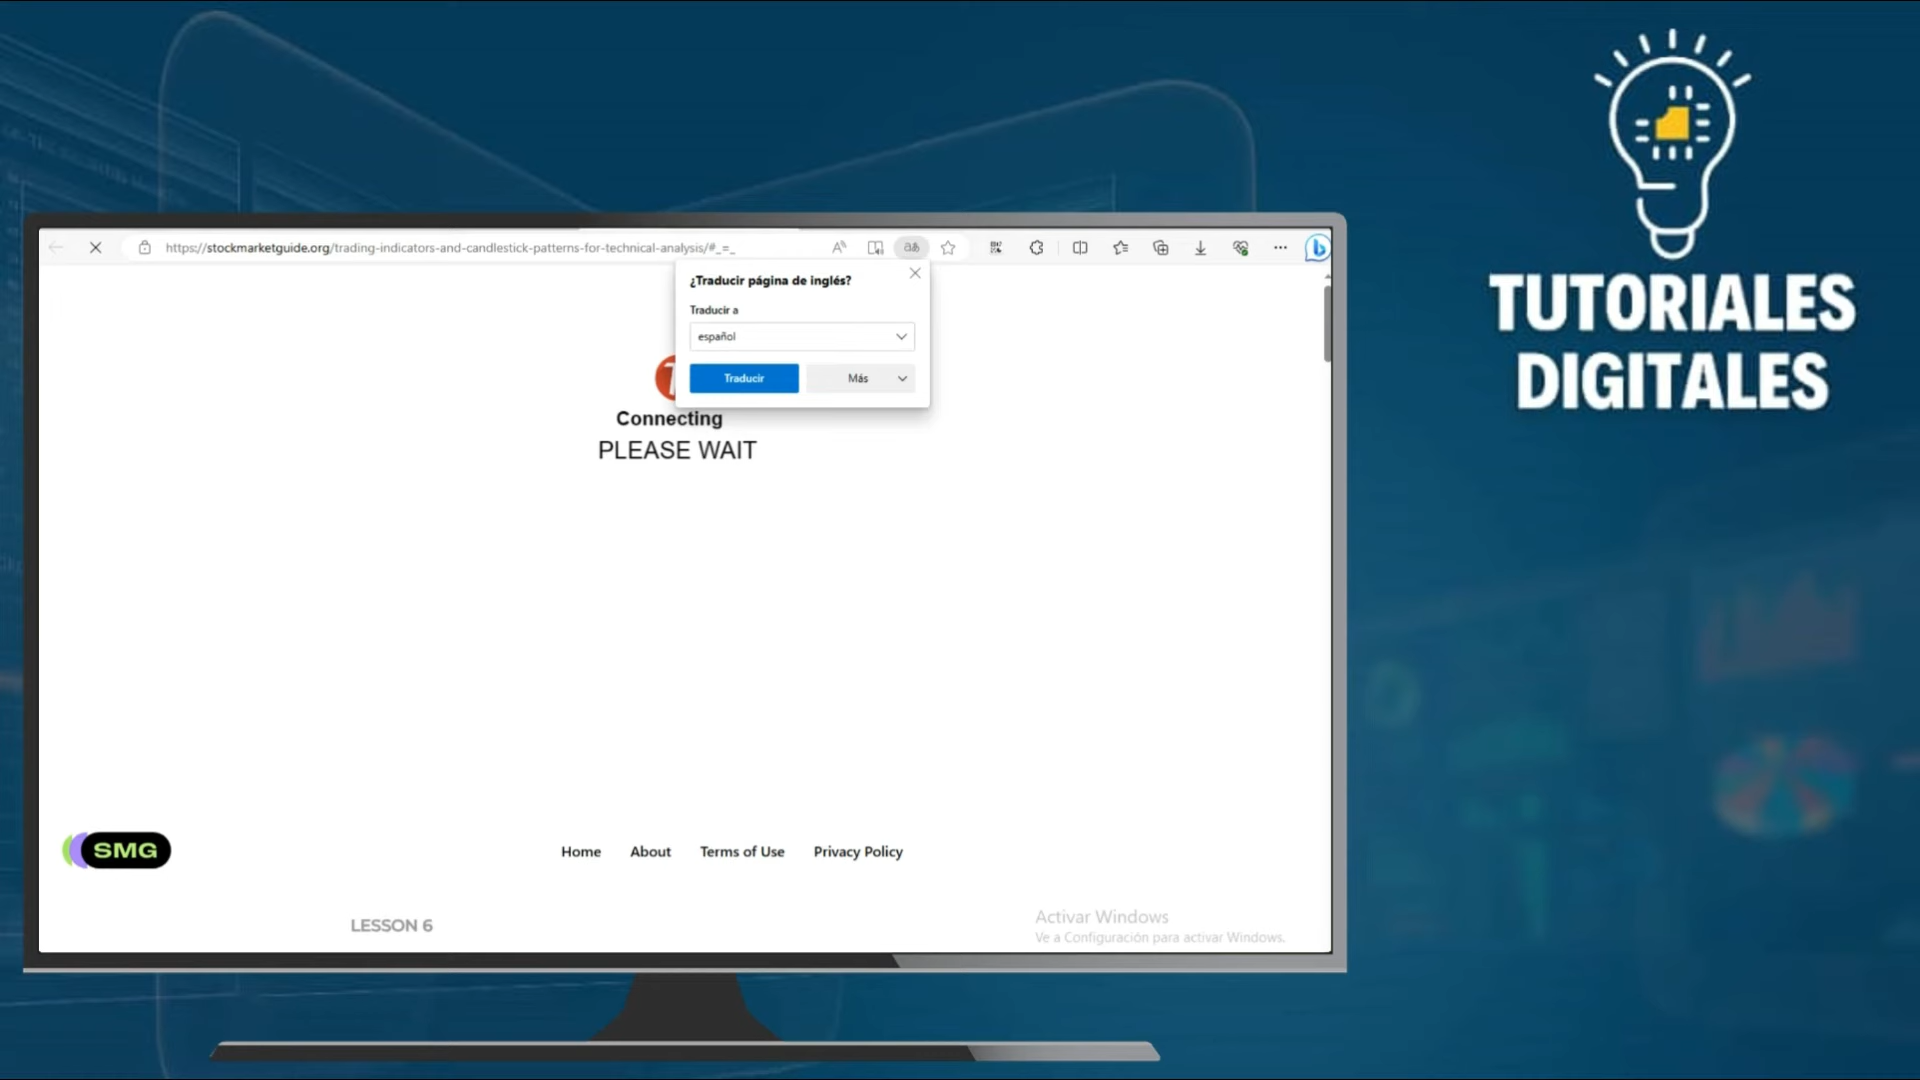 TUTORIALES
DIGITALES
https://stockmarketguide.org/trading-indicators-and-candlestick-patterns-for-technical-analysis/#_=_
¿Traducir página de inglés?
Traducir a
español
Traducir
Más
Connecting
PLEASE WAIT
SMG
Home About Terms of Use Privacy Policy
LESSON 6
Activar Windows
Ve a Configuración para activar Windows.